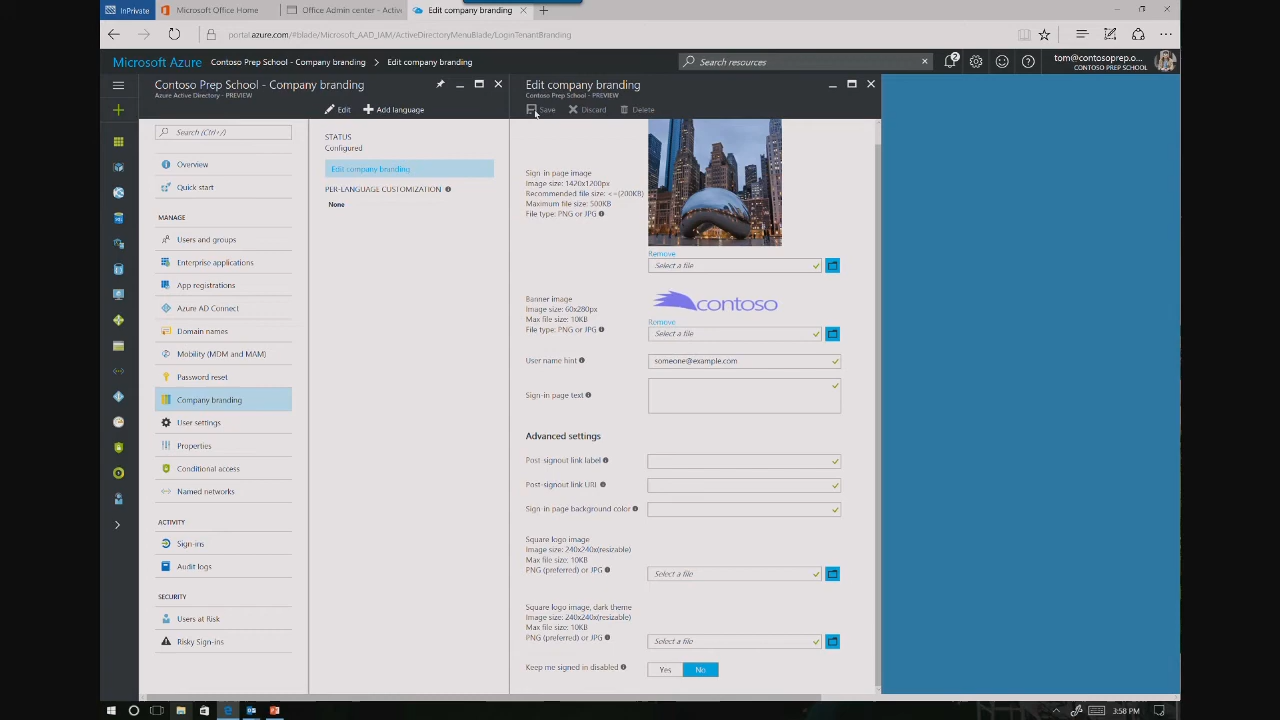 InPrivate
Microsoft Office Home
Office Admin center - Active
Edit company branding
portal.azure.com/#blade/Microsoft_AAD_IAM/ActiveDirectoryMenuBlade/LoginTenantBranding
Microsoft Azure
Contoso Prep School - Company branding > Edit company branding
Search resources
2
tom@contosoprep.o...
CONTOSO PREP SCHOOL
Contoso Prep School - Company branding
Azure Active Directory - PREVIEW
Edit
Add language
Search (Ctrl+/)
Overview
Quick start
MANAGE
Users and groups
Enterprise applications
App registrations
Azure AD Connect
Domain names
Mobility (MDM and MAM)
Password reset
Company branding
User settings
Properties
Conditional access
Named networks
ACTIVITY
Sign-ins
Audit logs
SECURITY
Users at Risk
Risky Sign-ins
STATUS
Configured
Edit company branding
PER-LANGUAGE CUSTOMIZATION
None
Edit company branding
Contoso Prep School - PREVIEW
Save
Discard
Delete
Sign-in page image
Image size: 1420x1200px
Recommended file size: <=(200KB)
Maximum file size: 500KB
File type: PNG or JPG
Remove
Select a file
Banner image
Image size: 60x280px
Max file size: 10KB
File type: PNG or JPG
contoso
Remove
Select a file
User name hint
someone@example.com
Sign-in page text
Advanced settings
Post-signout link label
Post-signout link URI
Sign-in page background color
Square logo image
Image size: 240x240x(resizable)
Max file size: 10KB
PNG (preferred) or JPG
Select a file
Square logo image, dark theme
Image size: 240x240x(resizable)
Max file size: 10KB
PNG (preferred) or JPG
Select a file
Keep me signed in disabled
Yes
No
3:58 PM